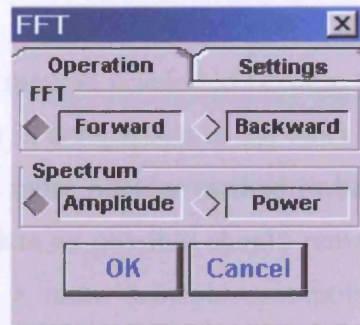 FFT
Operation Settings
FFT
Forward Backward
Spectrum
Amplitude Power
OK Cancel